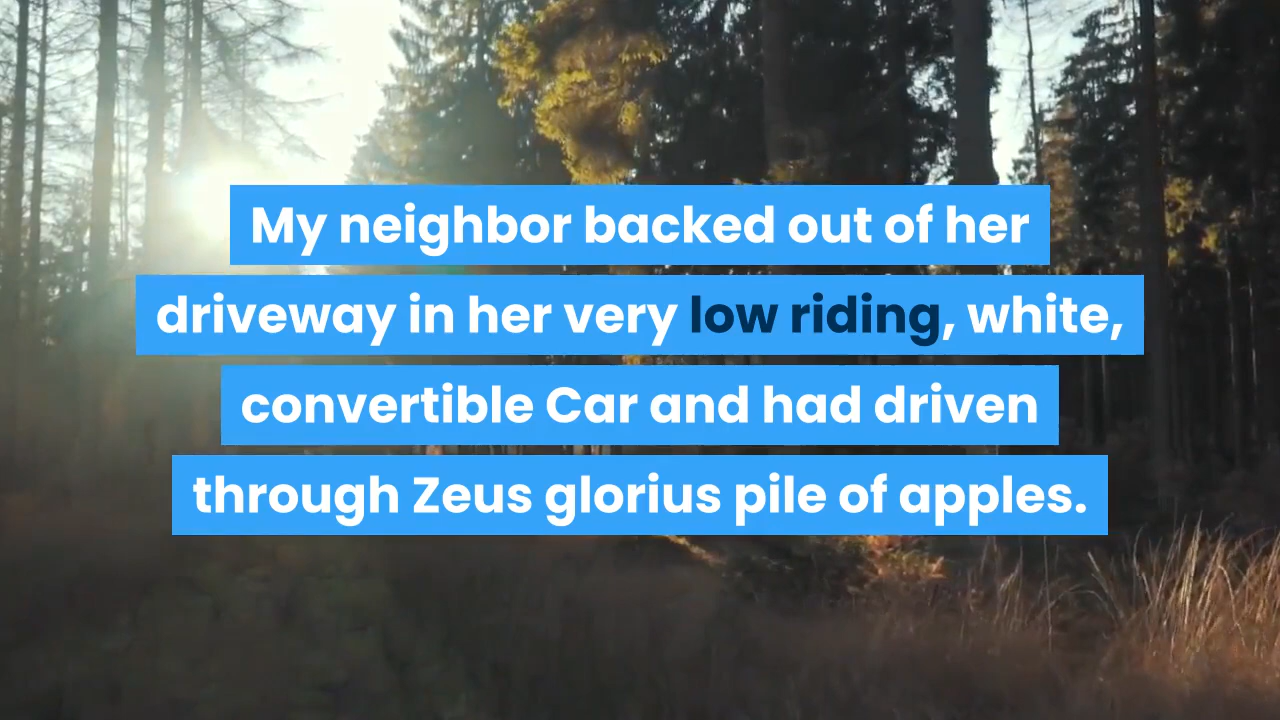 My neighbor backed out of her
driveway in her very low riding, white,
convertible Car and had driven
through Zeus glorius pile of apples.